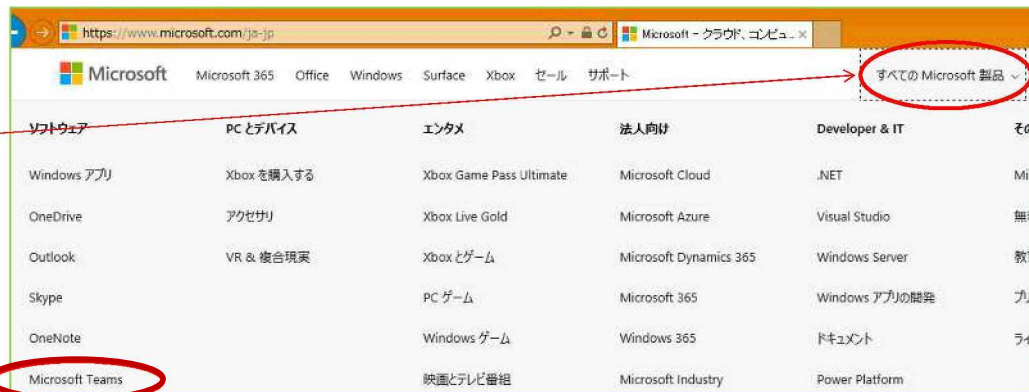 https://www.microsoft.com/ja-jp
Microsoft - クラウド、コンピュ...
Microsoft Microsoft 365 Office Windows Surface Xbox セール サポート すべての Microsoft 製品
ソフトウェア PC とデバイス エンタメ 法人向け Developer & IT そ
Windows アプリ Xbox を購入する Xbox Game Pass Ultimate Microsoft Cloud .NET Mi
OneDrive アクセサリ Xbox Live Gold Microsoft Azure Visual Studio 無
Outlook VR & 複合現実 Xbox とゲーム Microsoft Dynamics 365 Windows Server 教
Skype PC ゲーム Microsoft 365 Windows アプリの開発
OneNote Windows ゲーム Windows 365 ドキュメント
Microsoft Teams 映画とテレビ番組 Microsoft Industry Power Platform